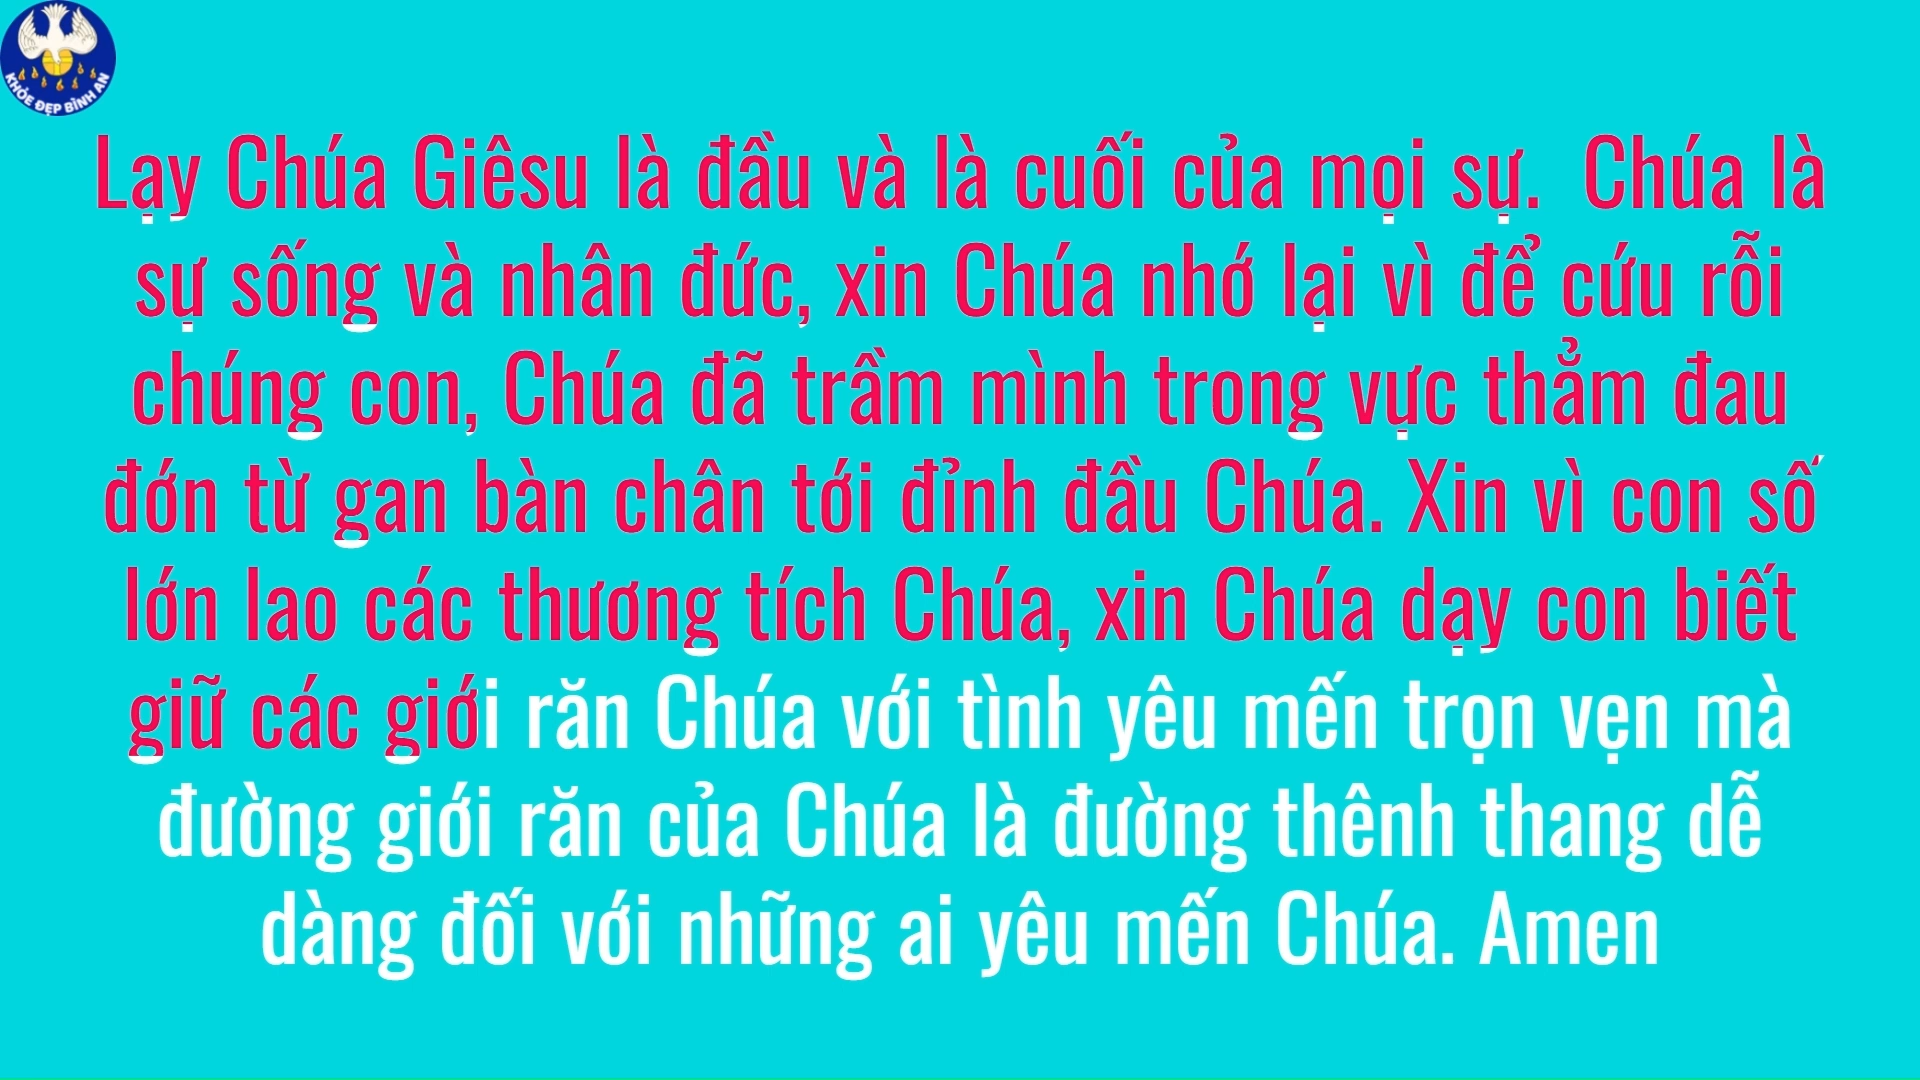 KHỎE ĐẸP BÌNH AN
Lạy Chúa Giêsu là đầu và là cuối của mọi sự. Chúa là
sự sống và nhân đức, xin Chúa nhớ lại vì để cứu rỗi
chúng con, Chúa đã trầm mình trong vực thẳm đau
đớn từ gan bàn chân tới đỉnh đầu Chúa. Xin vì con số
lớn lao các thương tích Chúa, xin Chúa dạy con biết
giữ các giới răn Chúa với tình yêu mến trọn vẹn mà
đường giới răn của Chúa là đường thênh thang dễ
dàng đối với những ai yêu mến Chúa. Amen